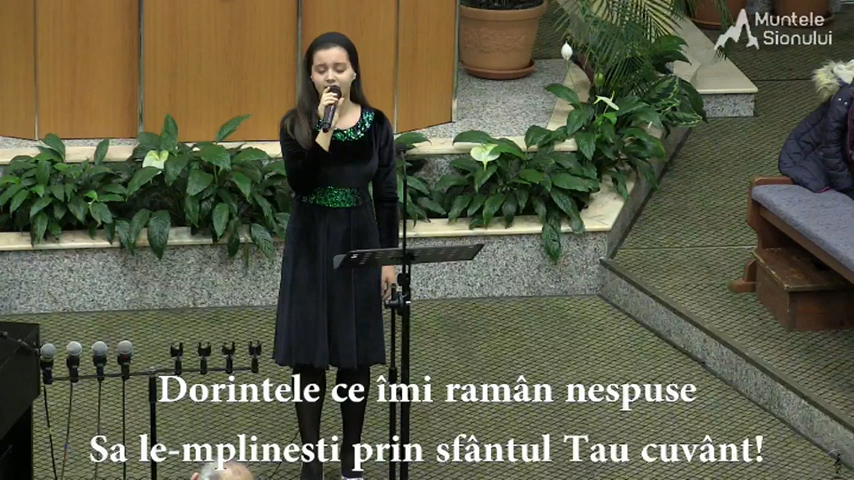 Muntele
Sionului
Dorintele ce îmi ramân nespuse
Sa le-mplinesti prin sfântul Tau cuvânt!